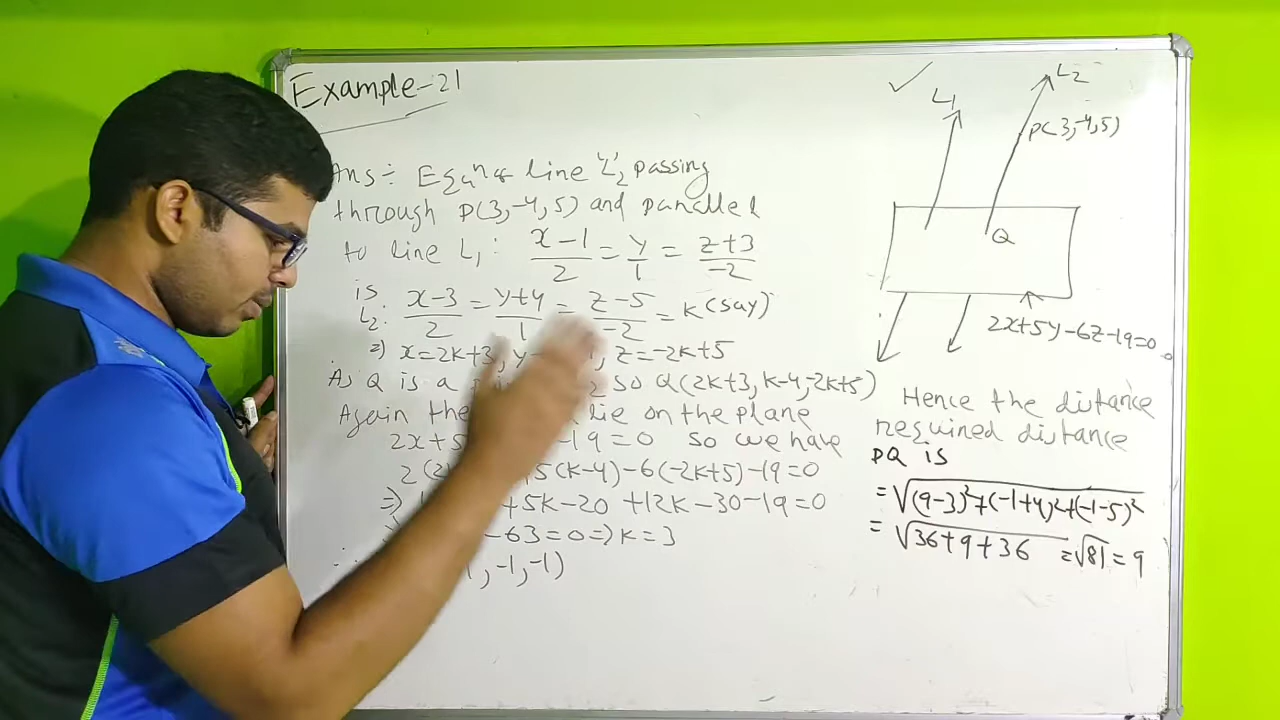 Example-21
Ans÷ Eqⁿ of line 'L₂' passing
through P(3,-4,5) and parallel
to line L₁: (x-1)/2 = y/1 = (z+3)/-2
is
L₂: (x-3)/2 = (y+4)/1 = (z-5)/-2 = k (say)
⇒ x=2k+3, y , z=-2k+5
As Q is a so Q(2k+3, k-4, -2k+5)
Again the lie on the plane
2x+5 -19=0 so we have
2(2 5(k-4)-6(-2k+5)-19=0
⇒ +5k-20 +12k-30-19=0
-63=0⇒k=3
,-1,-1)
✓
L₁
L₂
P(3,-4,5)
Q
2x+5y-6z-19=0
Hence the distance
required distance
PQ is
=√((9-3)²+(-1+4)²+(-1-5)²)
=√(36+9+36) =√81=9